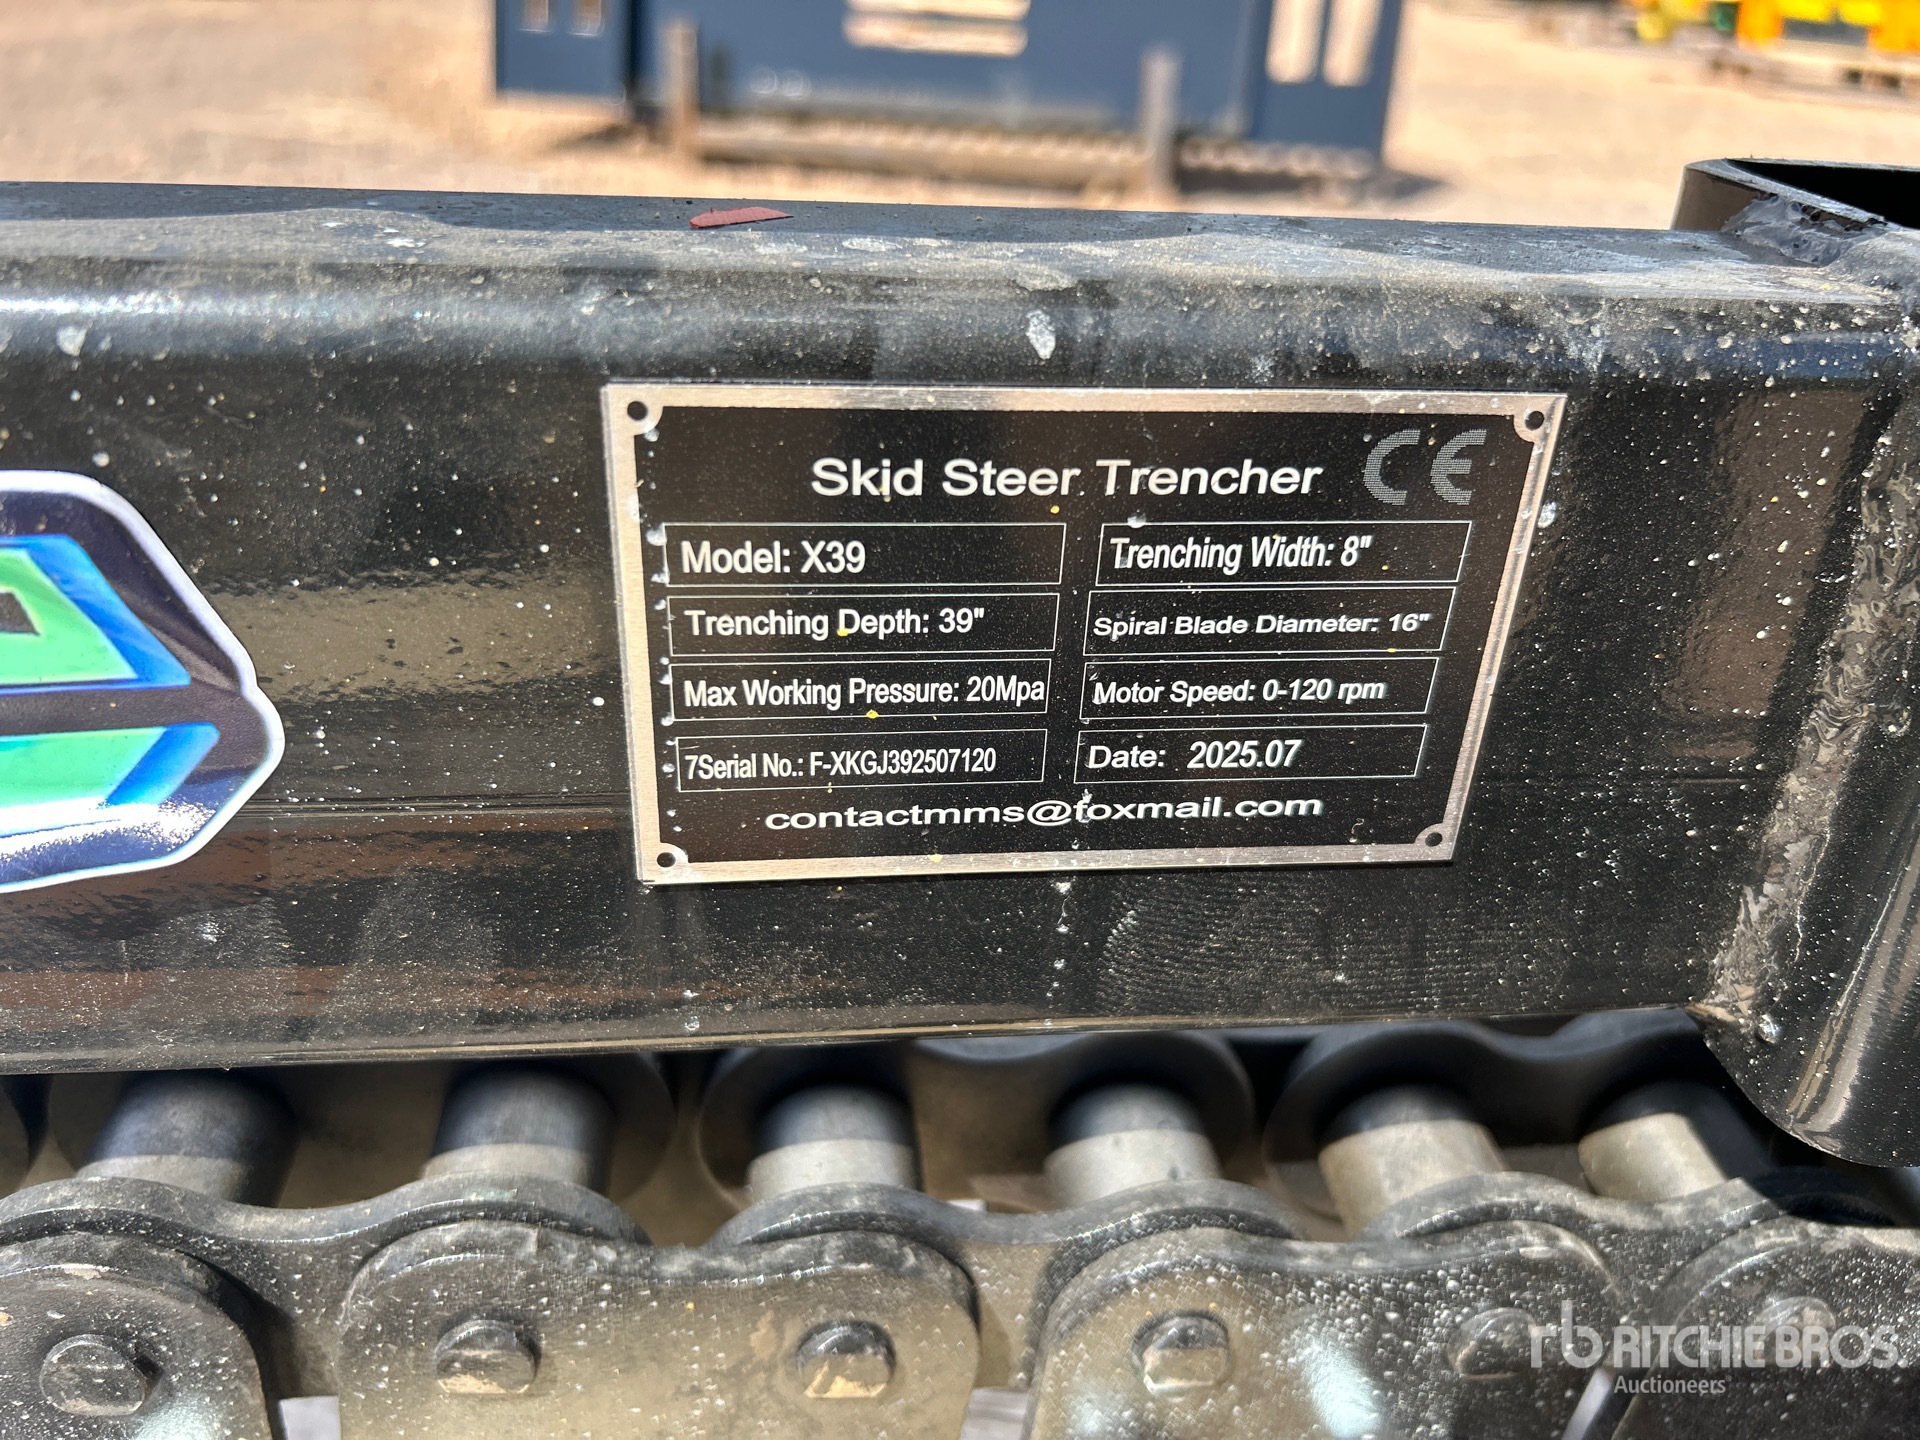 Skid Steer Trencher CE
Model: X39
Trenching Width: 8"
Trenching Depth: 39"
Spiral Blade Diameter: 16"
Max Working Pressure: 20Mpa
Motor Speed: 0-120 rpm
7Serial No.: F-XKGJ392507120
Date: 2025.07
contactmms@foxmail.com
rb RITCHIE BROS.
Auctioneers